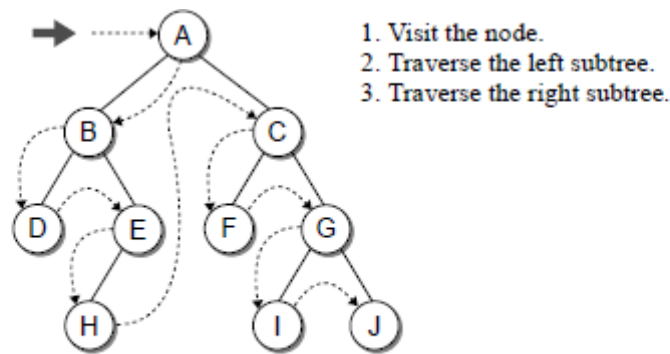 A
1. Visit the node.
2. Traverse the left subtree.
3. Traverse the right subtree.
B C
D E F G
H I J